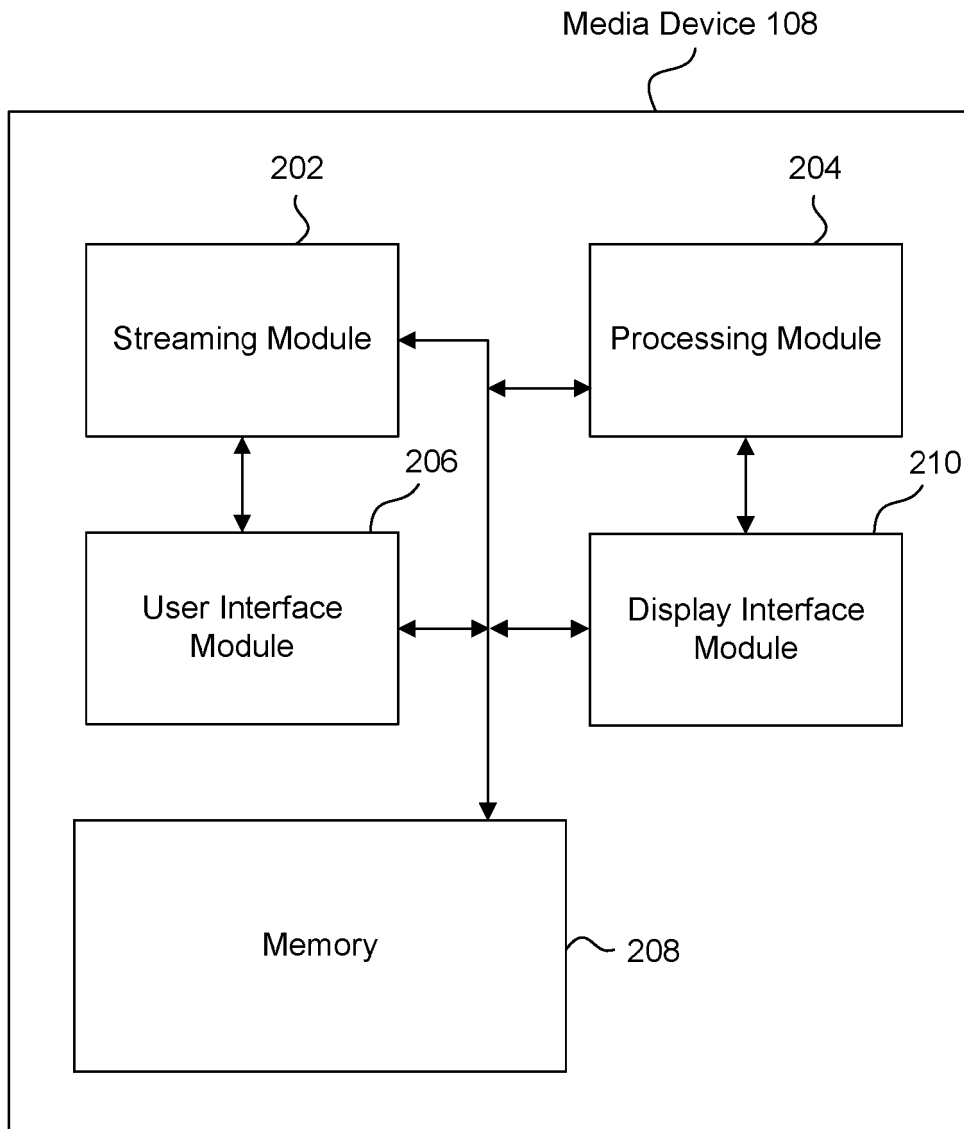 Media Device 108
202
204
Streaming Module
Processing Module
206
210
User Interface
Module
Display Interface
Module
Memory
208